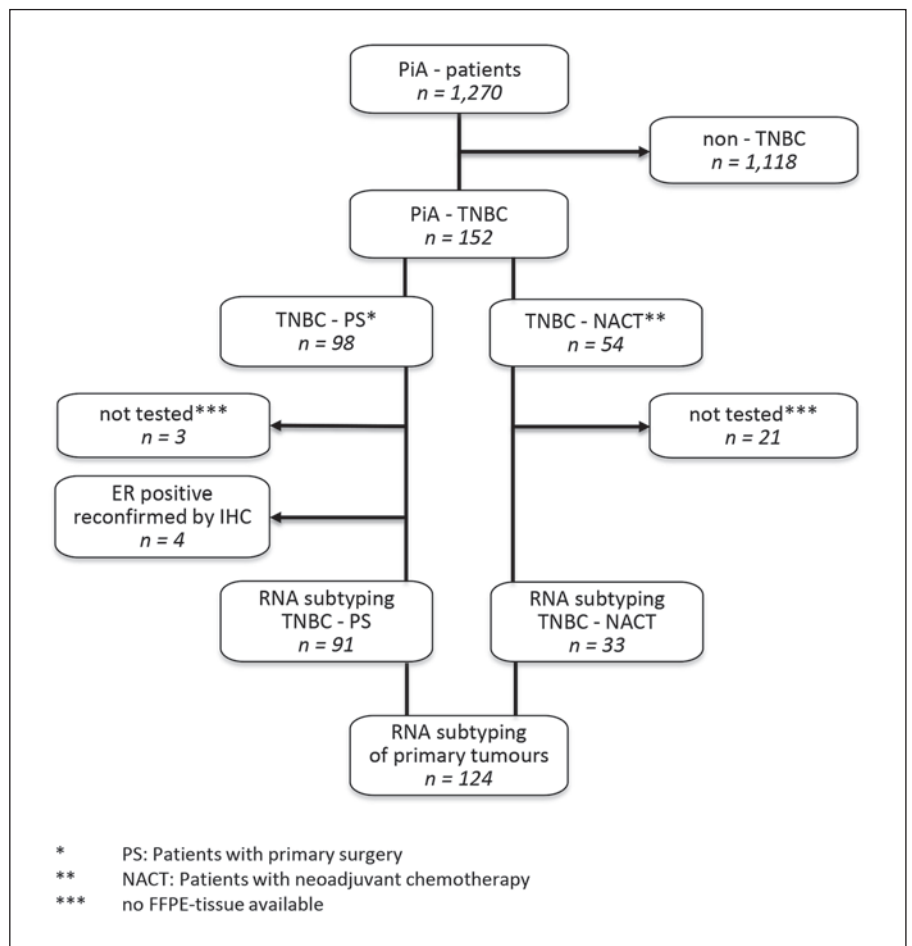 PiA - patients
n = 1,270
non - TNBC
n = 1,118
PiA - TNBC
n = 152
TNBC - PS*
n = 98
TNBC - NACT**
n = 54
not tested***
n = 3
not tested***
n = 21
ER positive
reconfirmed by IHC
n = 4
RNA subtyping
TNBC - PS
n = 91
RNA subtyping
TNBC - NACT
n = 33
RNA subtyping
of primary tumours
n = 124
* PS: Patients with primary surgery
** NACT: Patients with neoadjuvant chemotherapy
*** no FFPE-tissue available